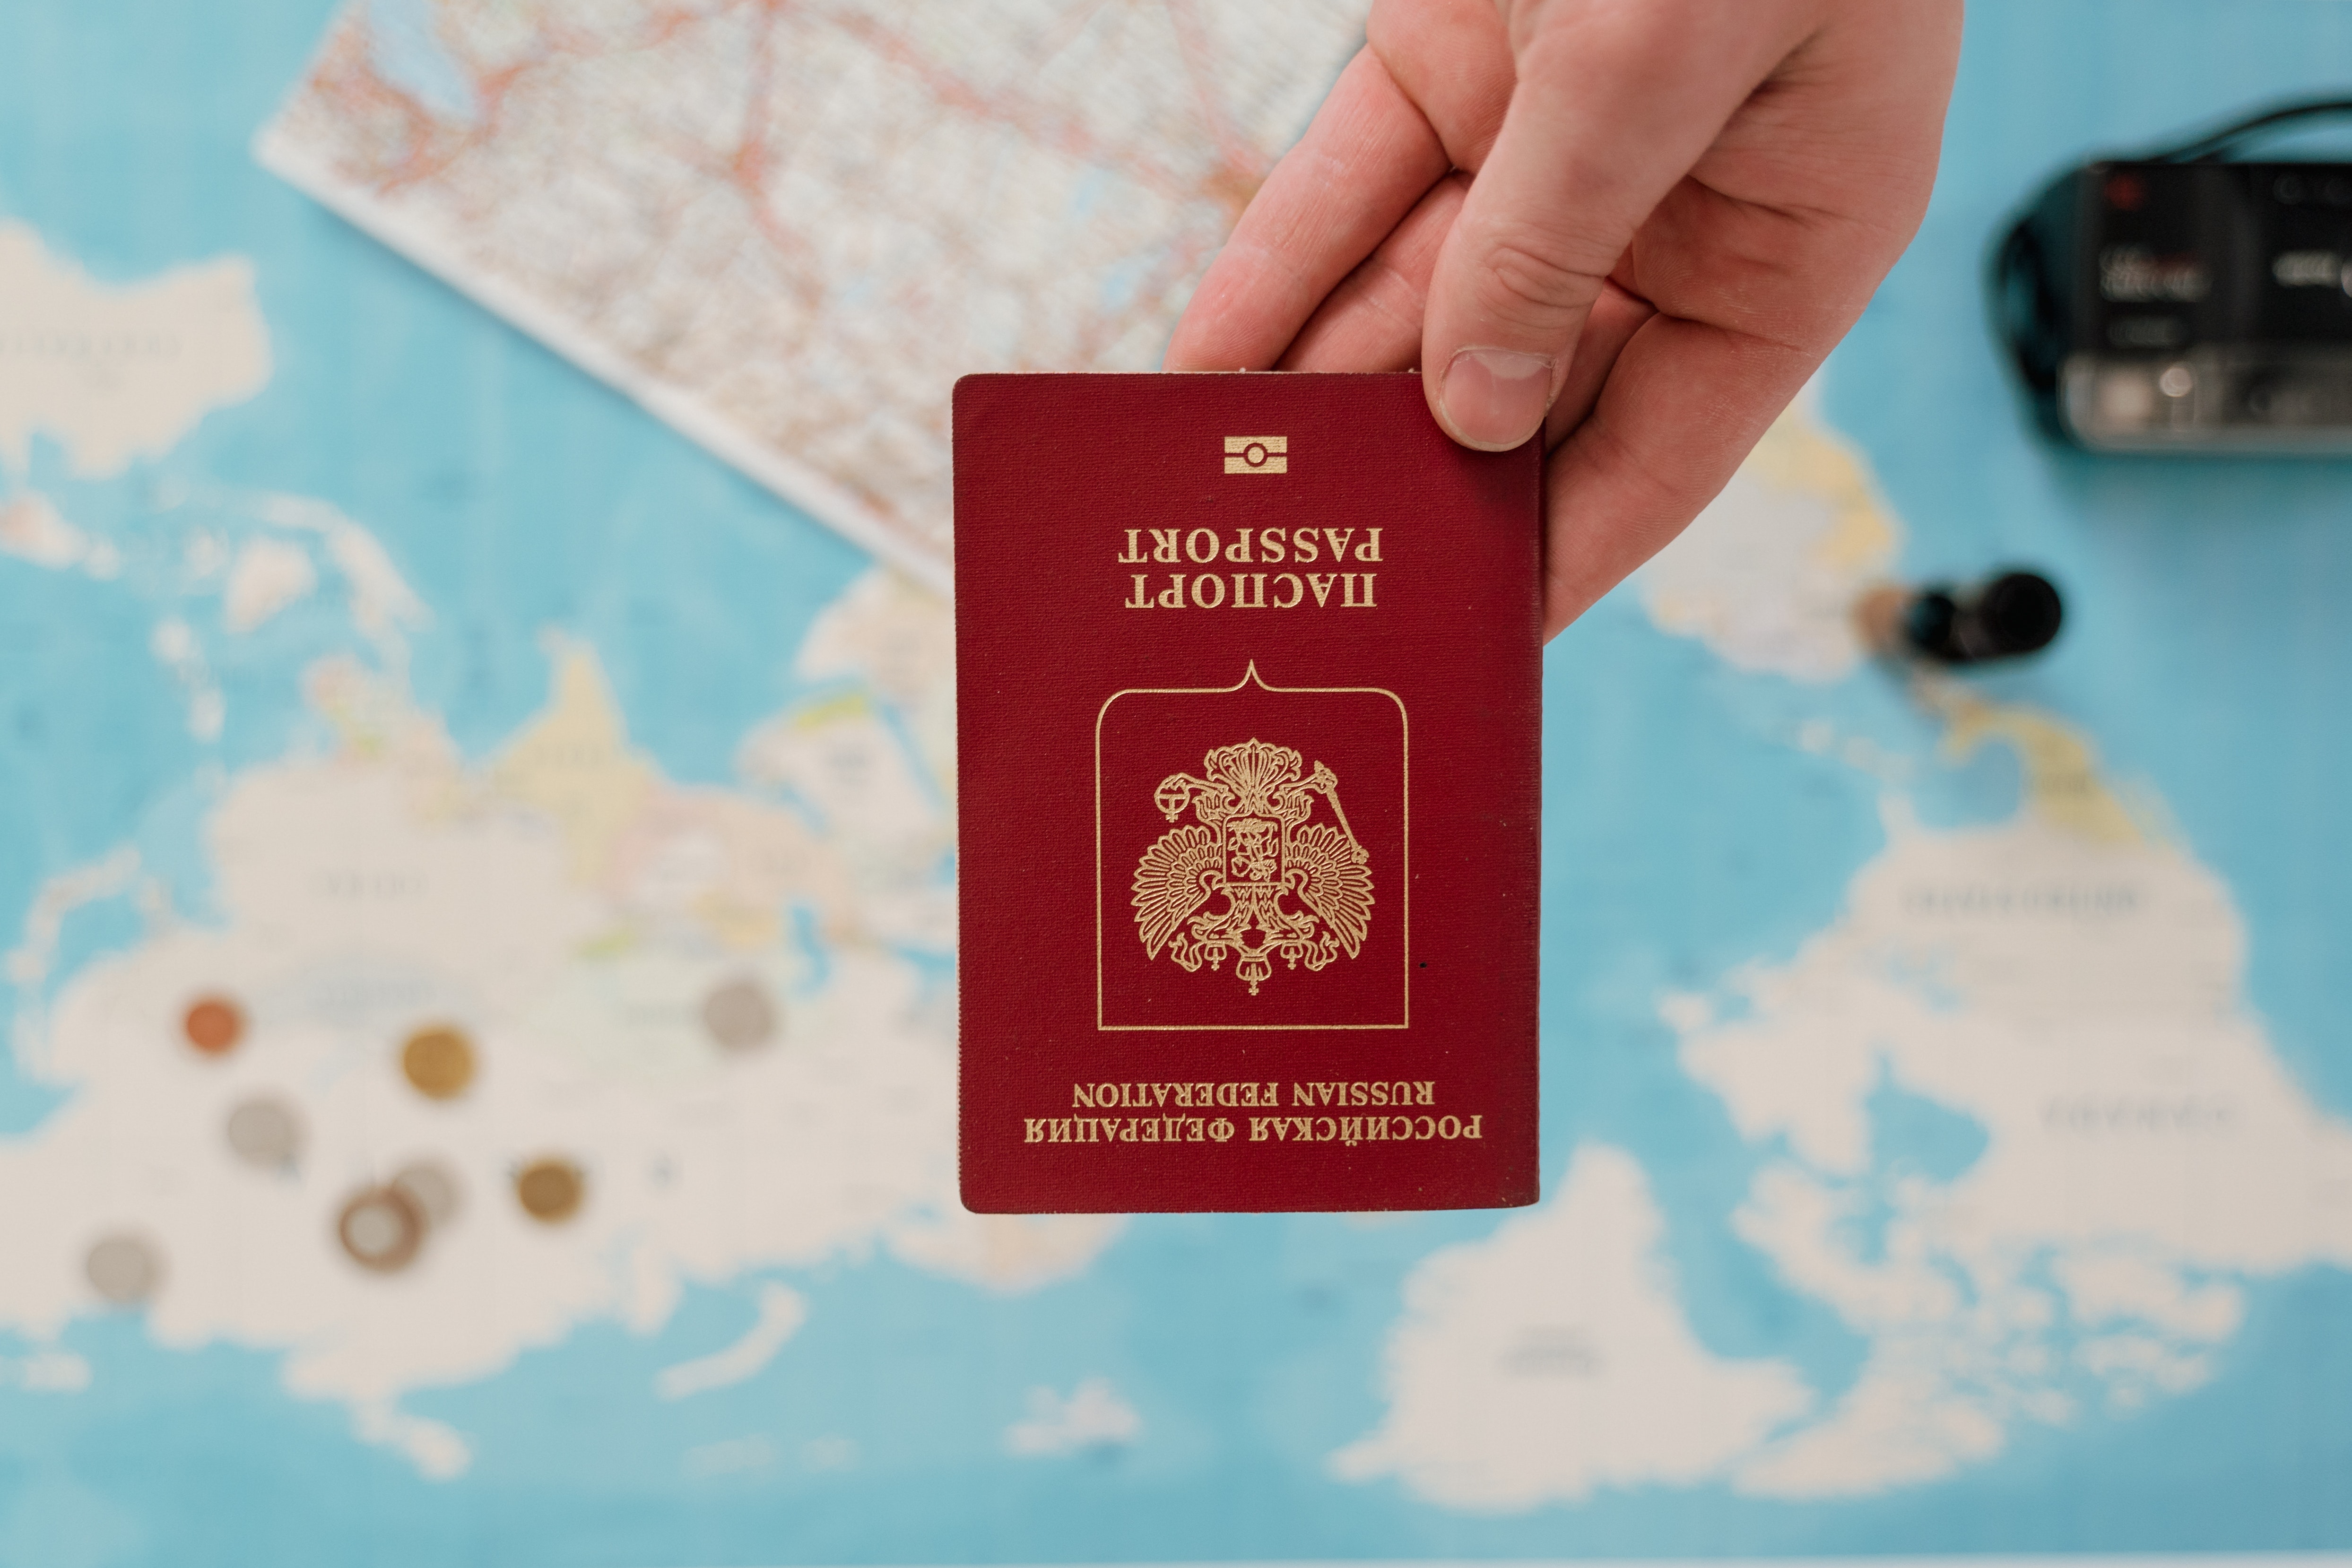 РОССИЙСКАЯ ФЕДЕРАЦИЯ
RUSSIAN FEDERATION
ПАСПОРТ
PASSPORT